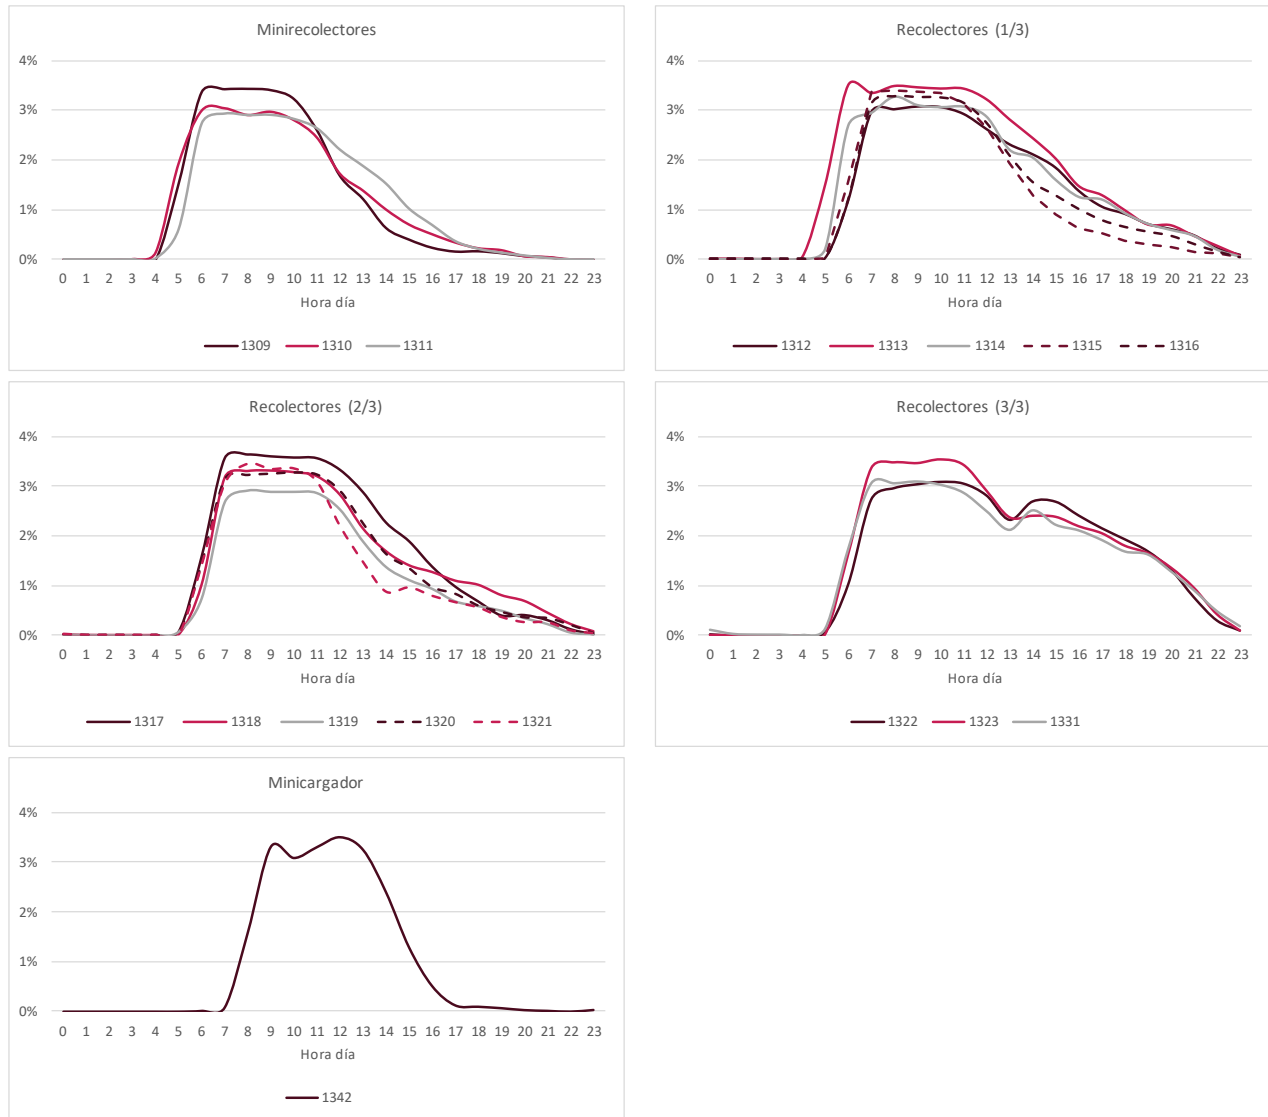 Minirecolectores
4%
3%
2%
1%
0%
0 1 2 3 4 5 6 7 8 9 10 11 12 13 14 15 16 17 18 19 20 21 22 23
Hora día
1309 1310 1311
Recolectores (1/3)
4%
3%
2%
1%
0%
0 1 2 3 4 5 6 7 8 9 10 11 12 13 14 15 16 17 18 19 20 21 22 23
Hora día
1312 1313 1314 1315 1316
Recolectores (2/3)
4%
3%
2%
1%
0%
0 1 2 3 4 5 6 7 8 9 10 11 12 13 14 15 16 17 18 19 20 21 22 23
Hora día
1317 1318 1319 1320 1321
Recolectores (3/3)
4%
3%
2%
1%
0%
0 1 2 3 4 5 6 7 8 9 10 11 12 13 14 15 16 17 18 19 20 21 22 23
Hora día
1322 1323 1331
Minicargador
4%
3%
2%
1%
0%
0 1 2 3 4 5 6 7 8 9 10 11 12 13 14 15 16 17 18 19 20 21 22 23
Hora día
1342